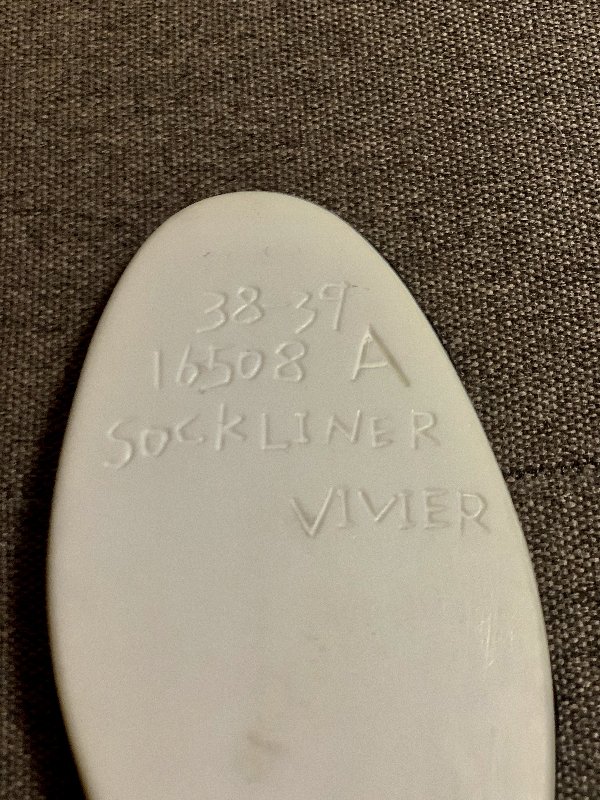 38-39
16508 A
SOCKLINER
VIVIER